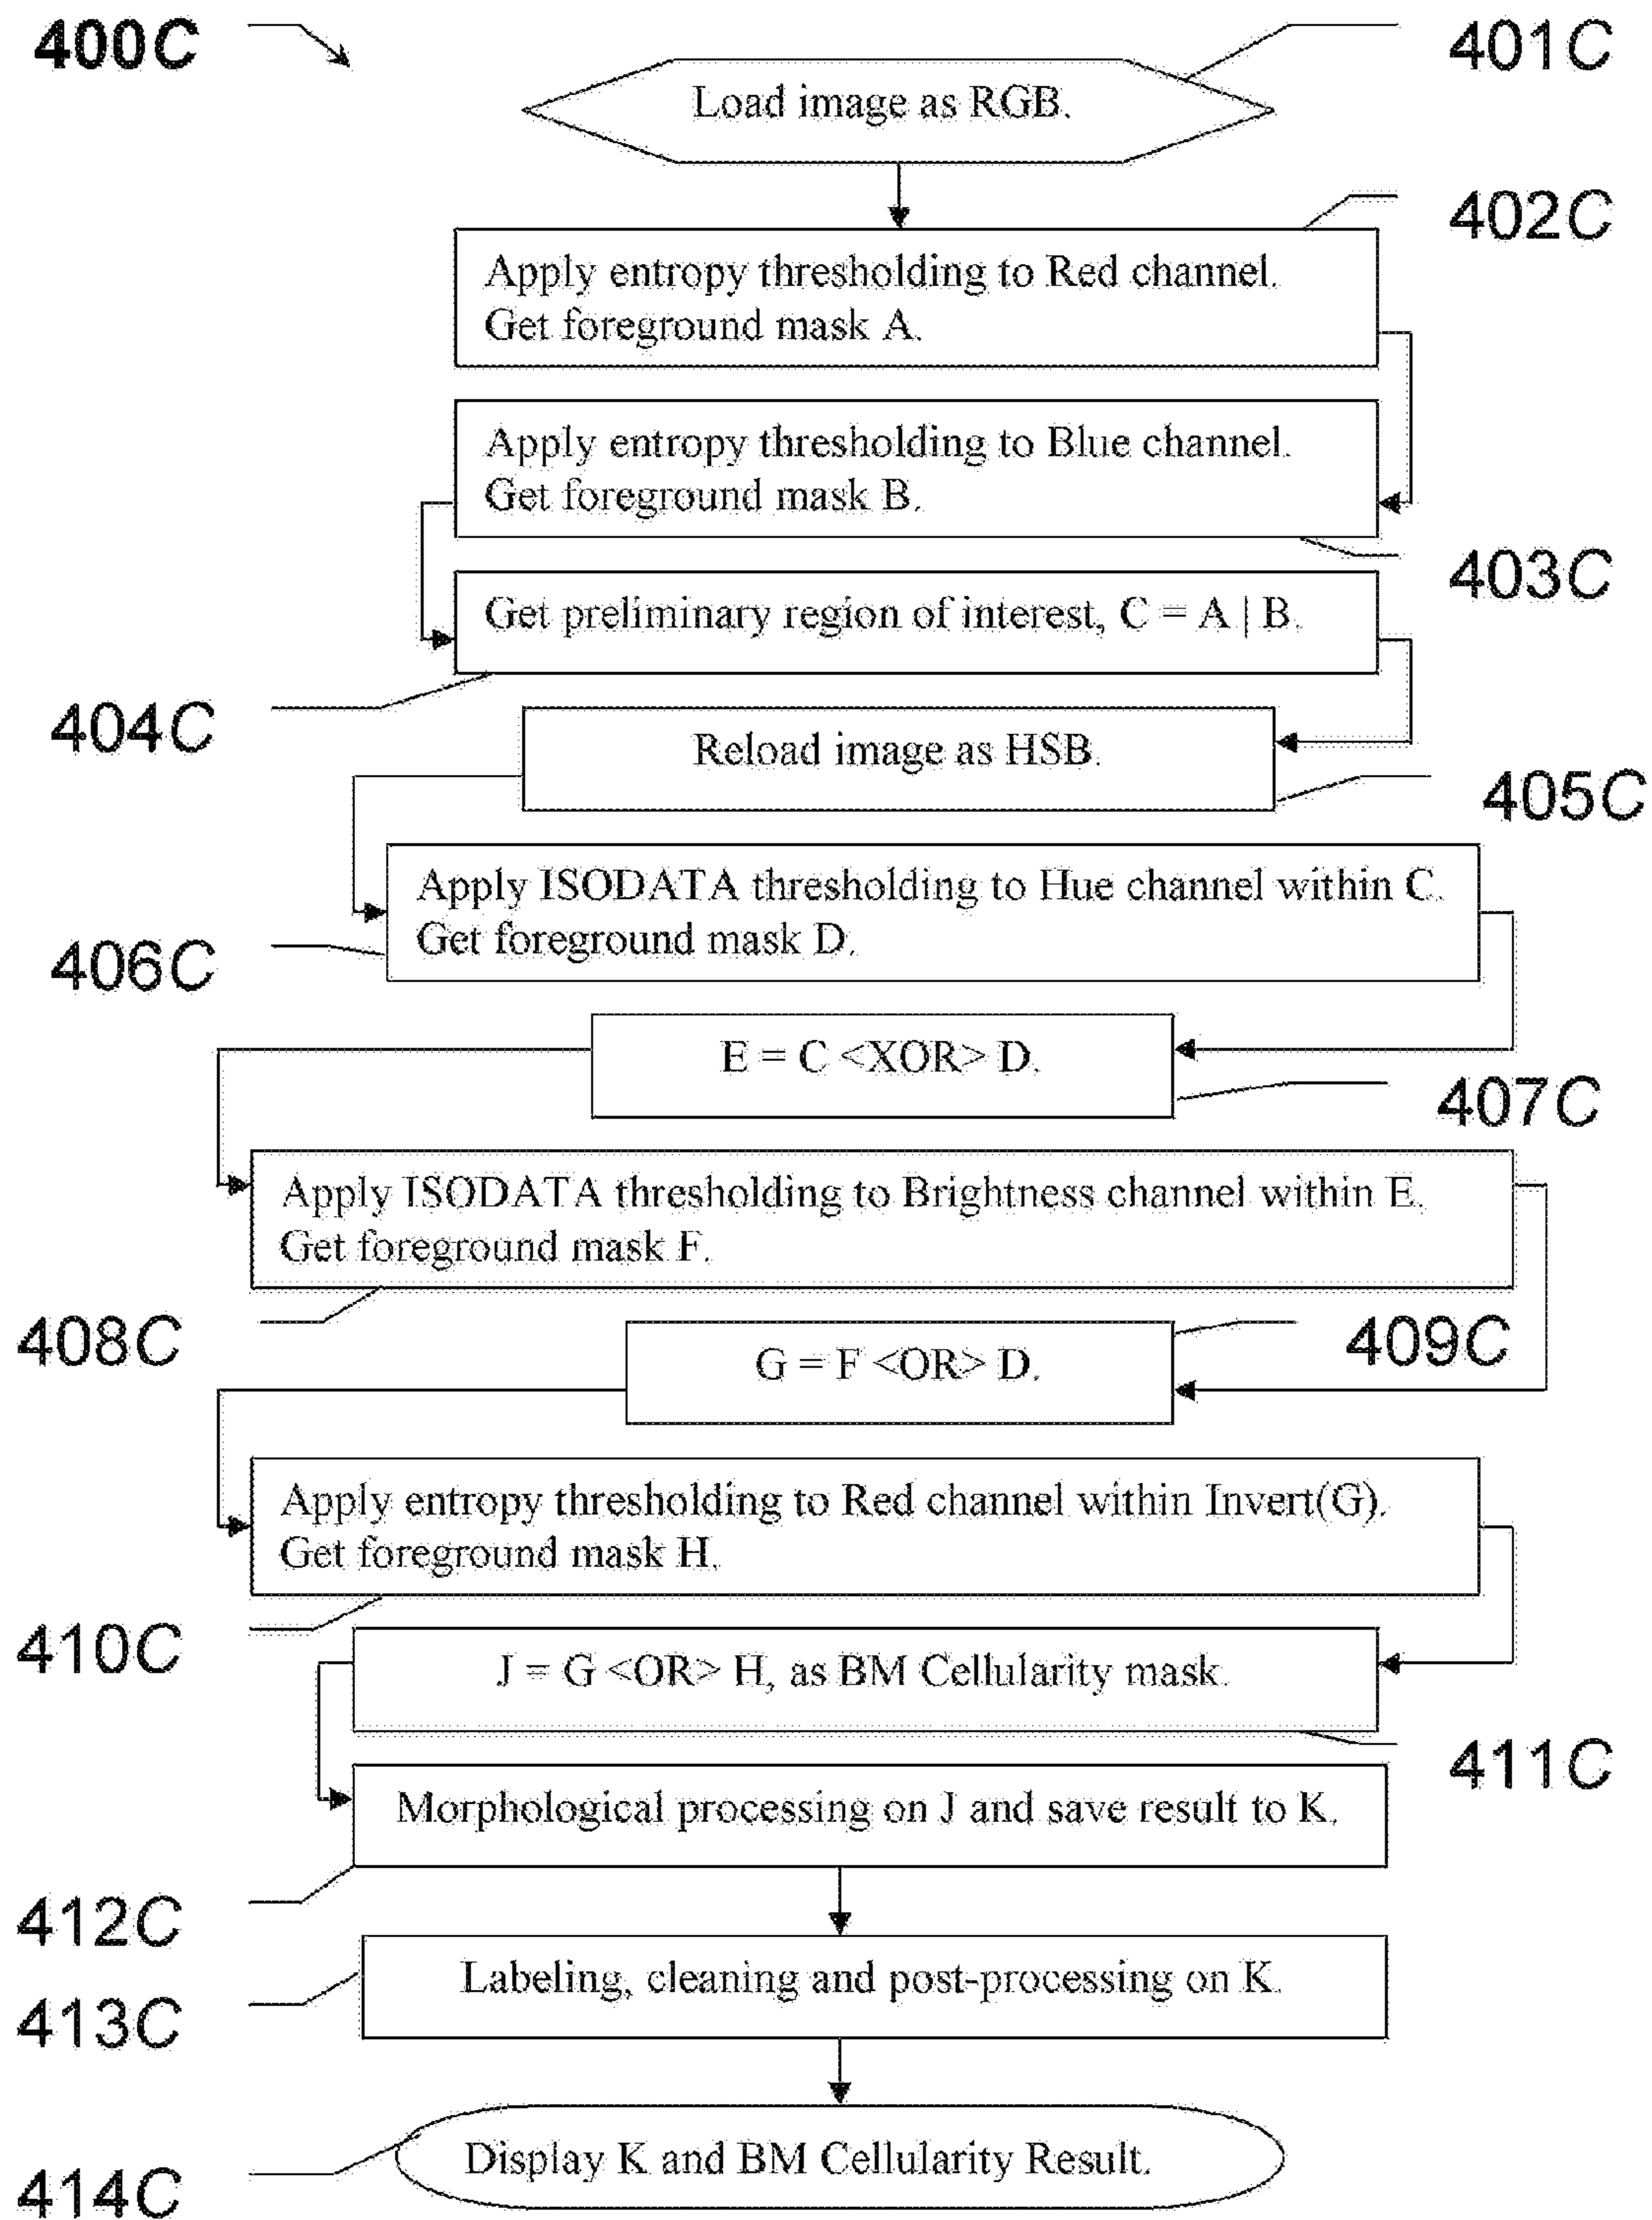 400C
401C
Load image as RGB.
402C
Apply entropy thresholding to Red channel.
Get foreground mask A.
Apply entropy thresholding to Blue channel.
Get foreground mask B.
403C
Get preliminary region of interest, C = A | B.
404C
Reload image as HSB.
405C
Apply ISODATA thresholding to Hue channel within C.
Get foreground mask D.
406C
E = C <XOR> D.
407C
Apply ISODATA thresholding to Brightness channel within E.
Get foreground mask F.
408C
409C
G = F <OR> D.
Apply entropy thresholding to Red channel within Invert(G).
Get foreground mask H.
410C
J = G <OR> H, as BM Cellularity mask.
411C
Morphological processing on J and save result to K.
412C
Labeling, cleaning and post-processing on K.
413C
Display K and BM Cellularity Result.
414C